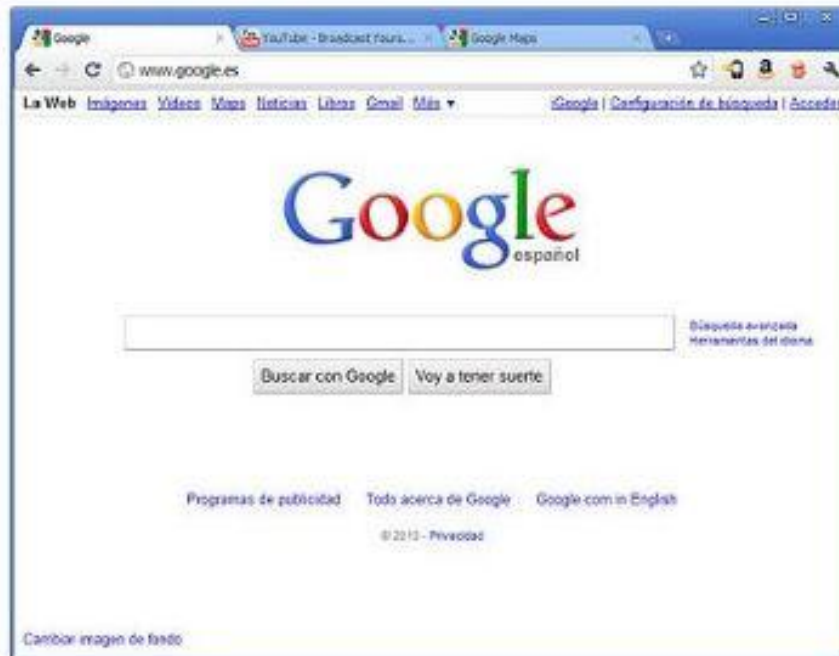 Google YouTube - Broadcast Yours... Google Maps
www.google.es
La Web Imágenes Vídeos Maps Noticias Libros Gmail Más ▼ iGoogle | Configuración de búsqueda | Acceder
Google
español
Búsqueda avanzada
Herramientas del idioma
Buscar con Google Voy a tener suerte
Programas de publicidad Todo acerca de Google Google.com in English
© 2010 - Privacidad
Cambiar imagen de fondo